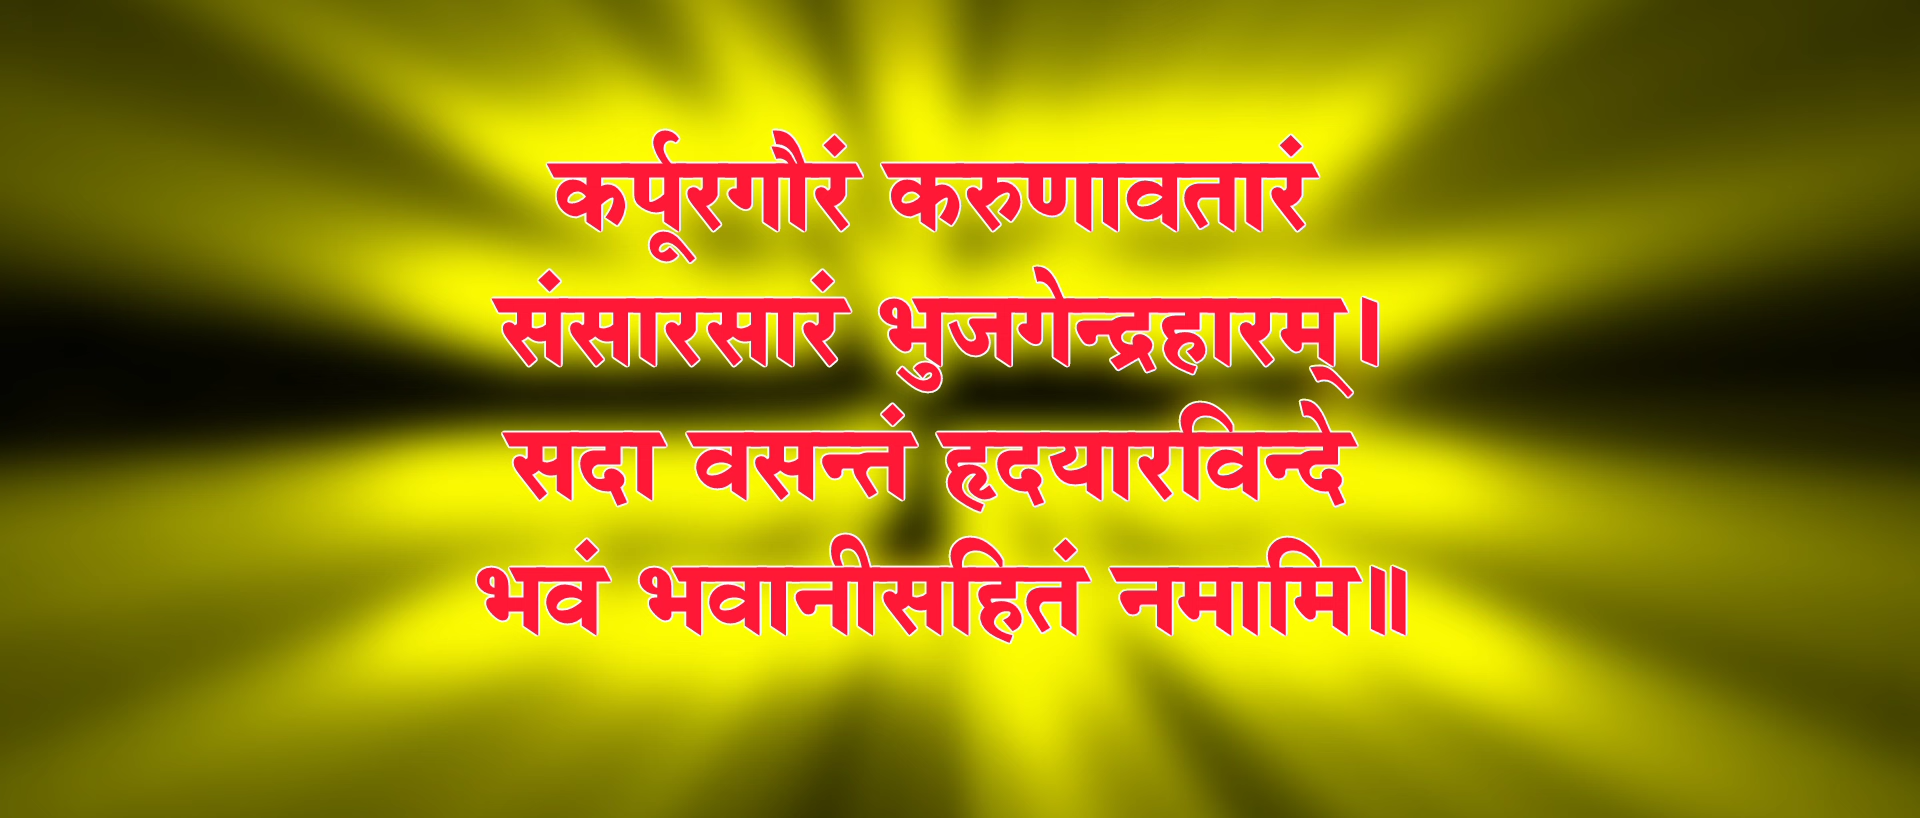 कर्पूरगौरं करुणावतारं
संसारसारं भुजगेन्द्रहारम्।
सदा वसन्तं हृदयारविन्दे
भवं भवानीसहितं नमामि॥